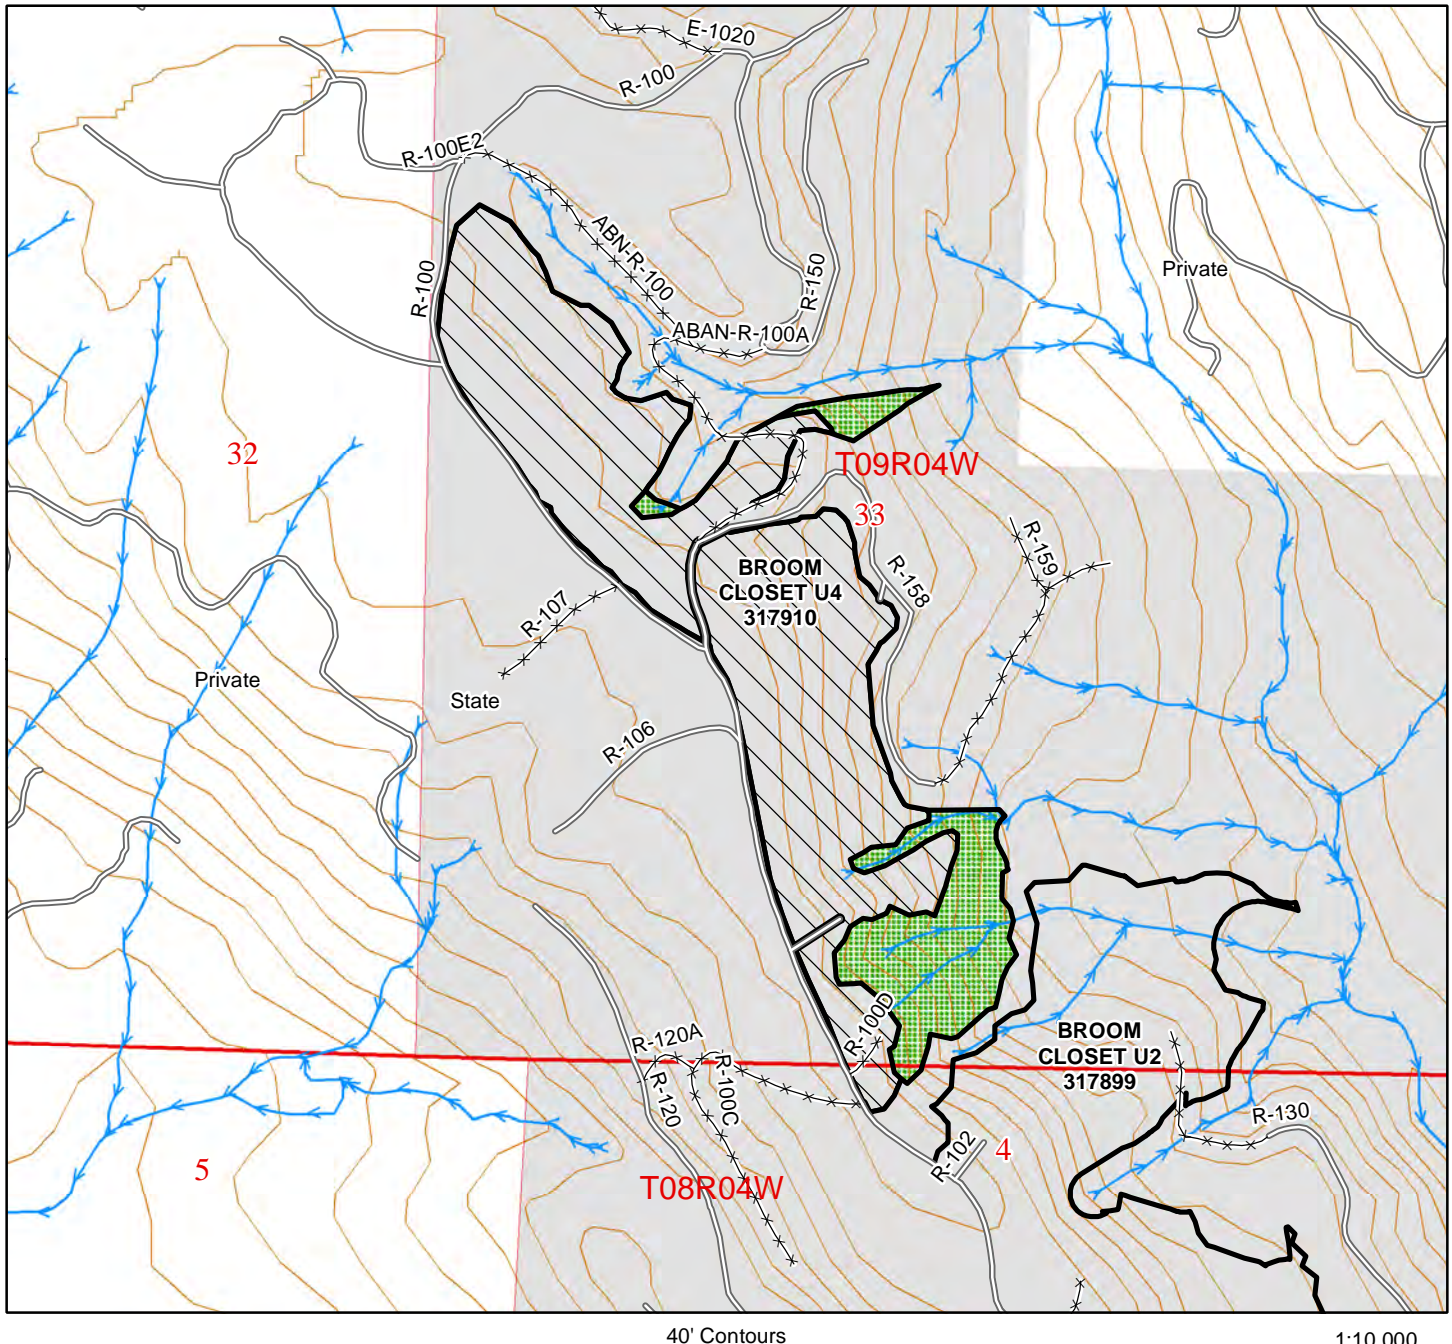 E-1020
R-100
R-100E2
ABN-R-100
R-100
R-150
Private
ABAN-R-100A
32
T09R04W
33
R-159
BROOM
CLOSET U4
317910
R-158
R-107
Private
State
R-106
R-100D
R-120A
R-100C
R-120
BROOM
CLOSET U2
317899
R-130
R-102
4
5
T08R04W
40' Contours
1:10,000